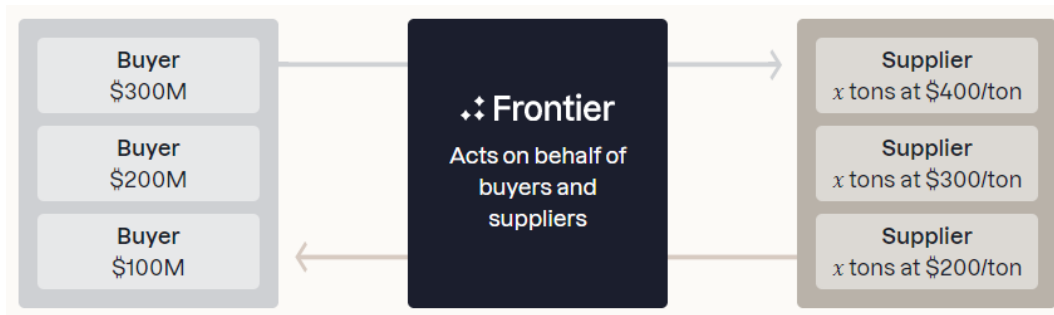 Buyer
$300M
Buyer
$200M
Buyer
$100M
Frontier
Acts on behalf of
buyers and
suppliers
Supplier
x tons at $400/ton
Supplier
x tons at $300/ton
Supplier
x tons at $200/ton